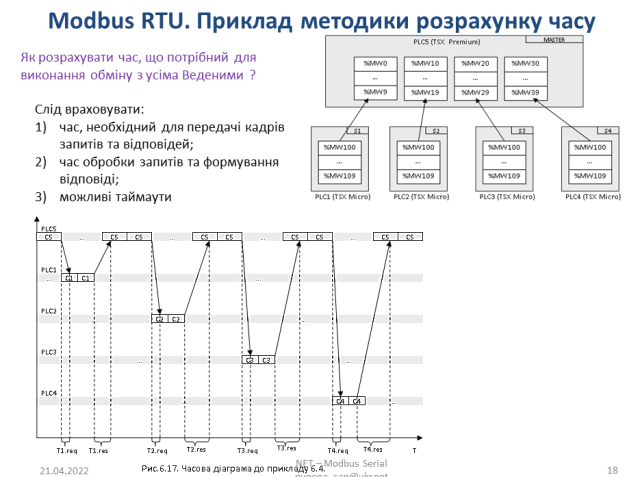 Modbus RTU. Приклад методики розрахунку часу
Як розрахувати час, що потрібний для
виконання обміну з усіма Веденими ?
Слід враховувати:
1) час, необхідний для передачі кадрів
запитів та відповідей;
2) час обробки запитів та формування
відповіді;
3) можливі таймаути
PLC5 (TSX Premium) MASTER
%MW0 %MW10 %MW20 %MW30
... ... ... ...
%MW9 %MW19 %MW29 %MW39
S1 S2 S3 S4
%MW100 %MW100 %MW100 %MW100
... ... ... ...
%MW109 %MW109 %MW109 %MW109
PLC1 (TSX Micro) PLC2 (TSX Micro) PLC3 (TSX Micro) PLC4 (TSX Micro)
PLC5
C5 ... C5 C5 ... C5 C5 ... C5 C5 ... C5 C5
PLC1
... C1 C1 ... ...
PLC2
C2 C2 ...
PLC3
... C3 C3 ...
PLC4
C4 C4 ...
T1.req T1.res T2.req T2.res T3.req T3.res T4.req T4.res T
Рис.6.17. Часова діаграма до прикладу 6.4.
21.04.2022
NET – Modbus Serial
18